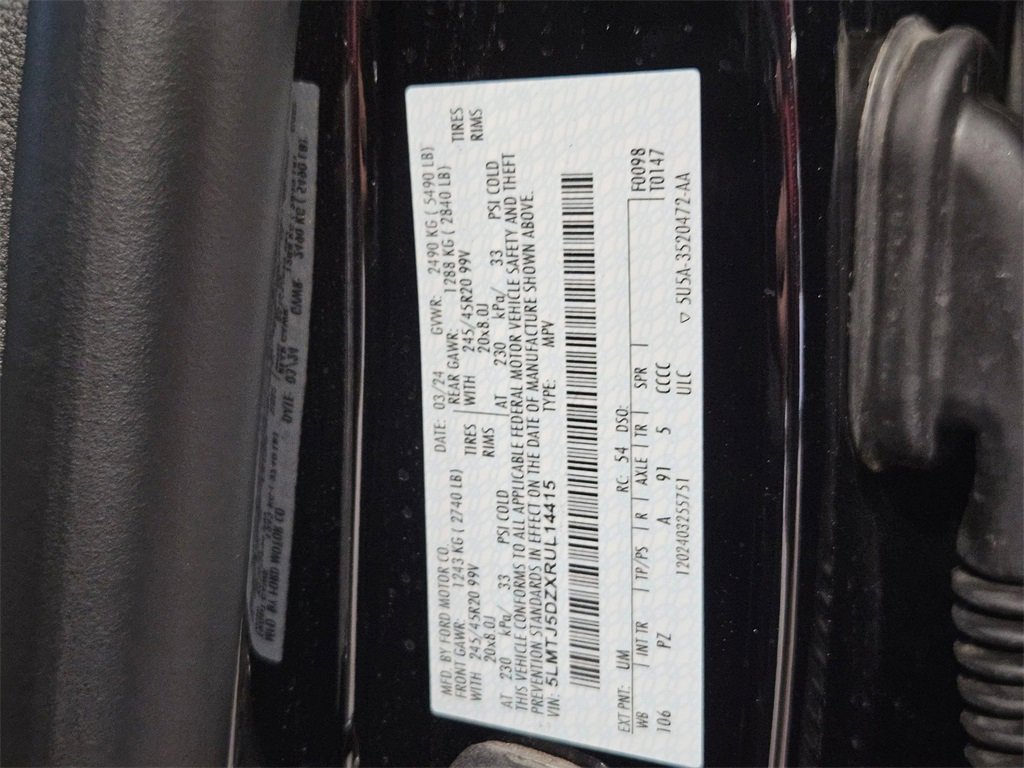 MFD. BY FORD MOTOR CO. DATE: 03/24 GVWR: 2490 KG ( 5490 LB)
FRONT GAWR: 1243 KG ( 2740 LB) REAR GAWR: 1288 KG ( 2840 LB)
WITH 245/45R20 99V TIRES WITH 245/45R20 99V TIRES
20x8.0J RIMS 20x8.0J RIMS
AT 230 kPa/ 33 PSI COLD AT 230 kPa/ 33 PSI COLD
THIS VEHICLE CONFORMS TO ALL APPLICABLE FEDERAL MOTOR VEHICLE SAFETY AND THEFT
PREVENTION STANDARDS IN EFFECT ON THE DATE OF MANUFACTURE SHOWN ABOVE.
VIN: 5LMTJ5DZXRUL14415 TYPE: MPV
EXT PNT: UM RC: 54 DSO: F0098
WB INT TR TP/PS R AXLE TR SPR T0147
106 PZ A 91 5 CCCC
120240325S751 ULC ▽ 5U5A-3520472-AA